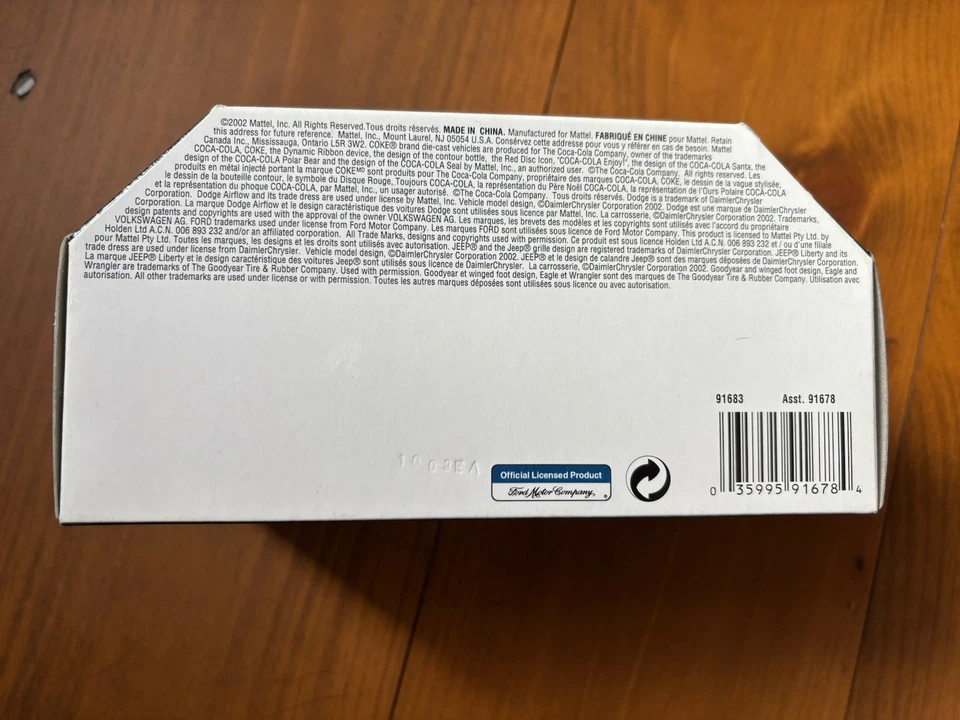 ©2002 Mattel, Inc. All Rights Reserved.Tous droits réservés. MADE IN CHINA. Manufactured for Mattel. FABRIQUÉ EN CHINE pour Mattel. Retain
this address for future reference. Mattel, Inc., Mount Laurel, NJ 05054 U.S.A. Conservez cette addresse pour vous y référer en cas de besoin. Mattel
Canada Inc., Mississauga, Ontario L5R 3W2. COKE® brand die-cast vehicles are produced for The Coca-Cola Company, owner of the trademarks
COCA-COLA, COKE, the Dynamic Ribbon device, the design of the contour bottle, the Red Disc Icon, "COCA-COLA Enjoy!", the design of the COCA-COLA Santa, the
design of the COCA-COLA Polar Bear and the design of the COCA-COLA Seal by Mattel, Inc., an authorized user. ©The Coca-Cola Company. All rights reserved. Les
produits en métal injecté portant la marque COKEᴹᴰ sont produits pour The Coca-Cola Company, propriétaire des marques COCA-COLA, COKE, le dessin de la vague stylisée,
le dessin de la bouteille contour, le symbole du Disque Rouge, Toujours COCA-COLA, la représentation du Père Noël COCA-COLA, la représentation de l'Ours Polaire COCA-COLA
et la représentation du phoque COCA-COLA, par Mattel, Inc., un usager autorisé. ©The Coca-Cola Company. Tous droits réservés. Dodge is a trademark of DaimlerChrysler
Corporation. Dodge Airflow and its trade dress are used under license by Mattel, Inc. Vehicle model design, ©DaimlerChrysler Corporation 2002. Dodge est une marque de DaimlerChrysler
Corporation. La marque Dodge Airflow et le design caractéristique des voitures Dodge sont utilisées sous licence par Mattel, Inc. La carrosserie, ©DaimlerChrysler Corporation 2002. Trademarks,
design patents and copyrights are used with the approval of the owner VOLKSWAGEN AG. Les marques, les brevets de design et les copyrights sont utilisés avec l'accord du propriétaire
VOLKSWAGEN AG. FORD trademarks used under license from Ford Motor Company. Les marques FORD sont utilisées sous licence de Ford Motor Company. This product is licensed to Mattel Pty Ltd. by
Holden Ltd A.C.N. 006 893 232 and/or an affiliated corporation. All Trade Marks, designs and copyrights used with permission. Ce produit est sous licence Holden Ltd A.C.N. 006 893 232 et / ou d'une filiale
pour Mattel Pty Ltd. Toutes les marques, les designs et les droits sont utilisés avec autorisation. JEEP® and the Jeep® grille design are registered trademarks of DaimlerChrysler. JEEP® Liberty and its
trade dress are used under license from DaimlerChrysler. Vehicle model design, ©DaimlerChrysler Corporation 2002. JEEP® et le design de calandre Jeep® sont des marques déposées de DaimlerChrysler Corporation.
La marque JEEP® Liberty et le design caractéristique des voitures Jeep® sont utilisés sous licence de DaimlerChrysler. La carrosserie, ©DaimlerChrysler Corporation 2002. Goodyear and winged foot design, Eagle and
Wrangler are trademarks of The Goodyear Tire & Rubber Company. Used with permission. Goodyear et winged foot design, Eagle et Wrangler sont des marques de The Goodyear Tire & Rubber Company. Utilisation avec
autorisation. All other trademarks are used under license or with permission. Toutes les autres marques déposées sont utilisées sous licence ou avec autorisation.
91683 Asst. 91678
1003EA
Official Licensed Product
Ford Motor Company ®
0 35995 91678 4